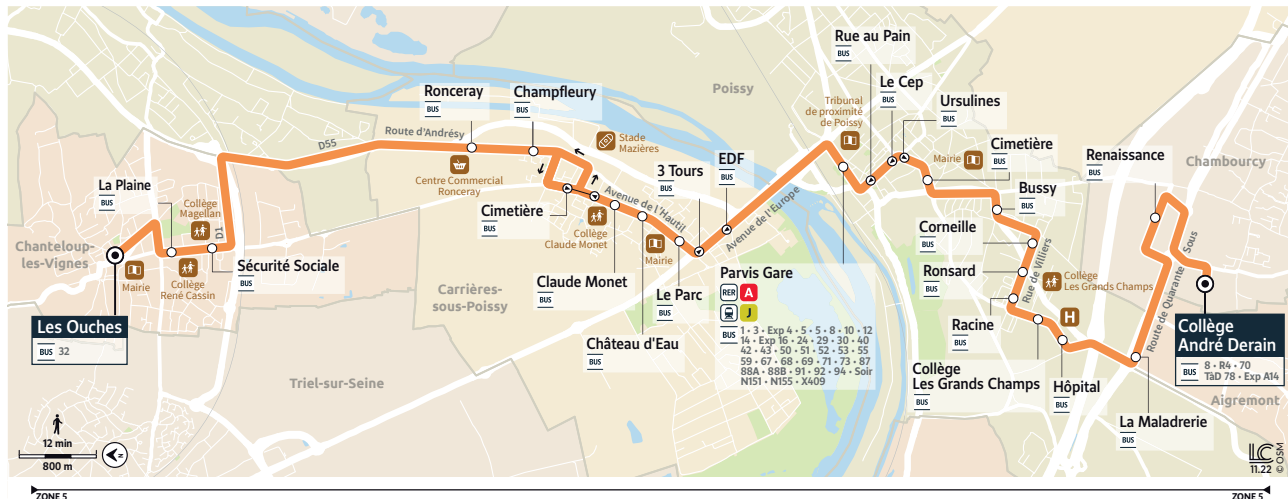 Rue au Pain
BUS
Le Cep
BUS
Ursulines
BUS
Cimetière
BUS
Renaissance
BUS
Bussy
BUS
Corneille
BUS
Ronsard
BUS
Racine
BUS
Collège
Les Grands Champs
BUS
Hôpital
BUS
La Maladrerie
BUS
Collège
André Derain
BUS 8 • R4 • 70
TàD 78 • Exp A14
Ronceray
BUS
Champfleury
BUS
La Plaine
BUS
Sécurité Sociale
BUS
Les Ouches
BUS 32
Cimetière
BUS
Claude Monet
BUS
Château d'Eau
BUS
Le Parc
BUS
3 Tours
BUS
EDF
BUS
Parvis Gare
RER A
J
BUS 1 • 3 • Exp 4 • 5 • 5 • 8 • 10 • 12
14 • Exp 16 • 24 • 29 • 30 • 40
42 • 43 • 50 • 51 • 52 • 53 • 55
59 • 67 • 68 • 69 • 71 • 73 • 87
88A • 88B • 91 • 92 • 94 • Soir
N151 • N155 • X409
Poissy
Chambourcy
Aigremont
Chanteloup-
les-Vignes
Carrières-
sous-Poissy
Triel-sur-Seine
Tribunal
de proximité
de Poissy
Mairie
Collège
Les Grands Champs
H
Stade
Mazières
Centre Commercial
Ronceray
Collège
Claude Monet
Mairie
Collège
Magellan
Collège
René Cassin
Mairie
D1
D55
Route d'Andrésy
Avenue de l'Hautil
Avenue de l'Europe
Rue de Villiers
Route de Quarante Sous
12 min
800 m
N
LC
11.22
© OSM
ZONE 5
ZONE 5